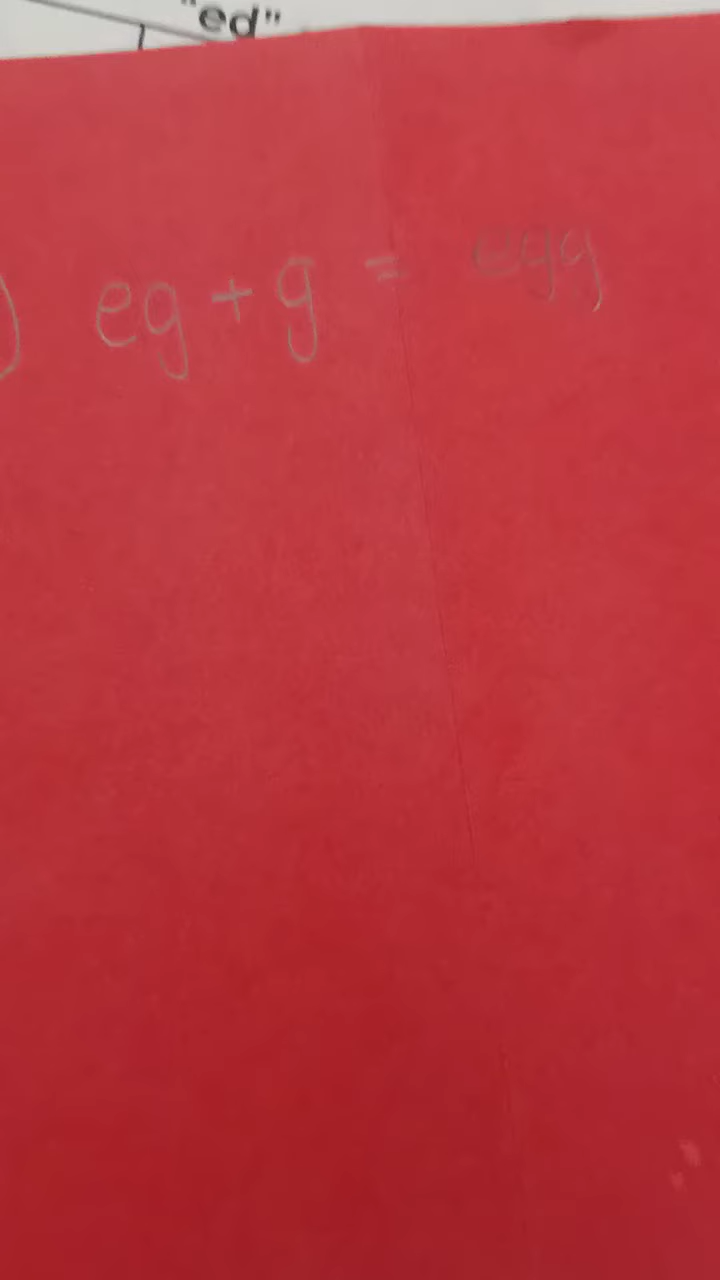 "ed"
) eg + g = egg